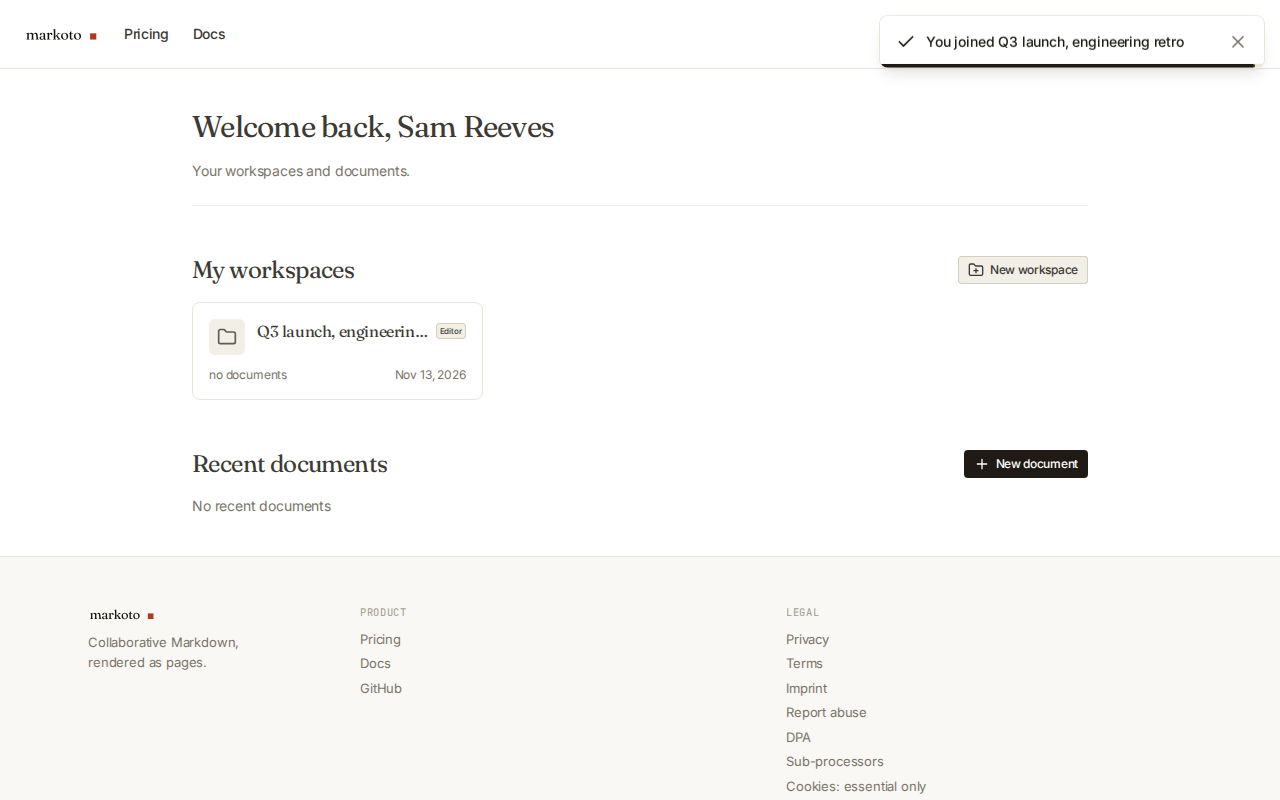 markoto
Pricing
Docs
You joined Q3 launch, engineering retro
Welcome back, Sam Reeves
Your workspaces and documents.
My workspaces
New workspace
Q3 launch, engineerin...
Editor
no documents
Nov 13, 2026
Recent documents
New document
No recent documents
markoto
Collaborative Markdown,
rendered as pages.
PRODUCT
Pricing
Docs
GitHub
LEGAL
Privacy
Terms
Imprint
Report abuse
DPA
Sub-processors
Cookies: essential only